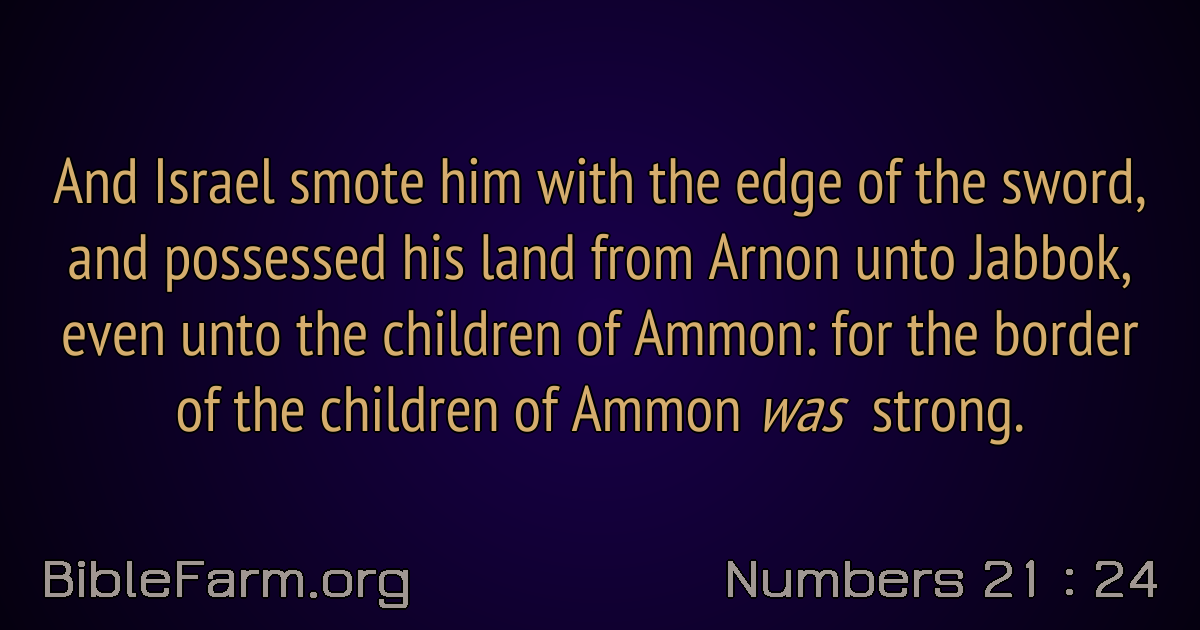 And Israel smote him with the edge of the sword,
and possessed his land from Arnon unto Jabbok,
even unto the children of Ammon: for the border
of the children of Ammon was strong.
BibleFarm.org
Numbers 21 : 24